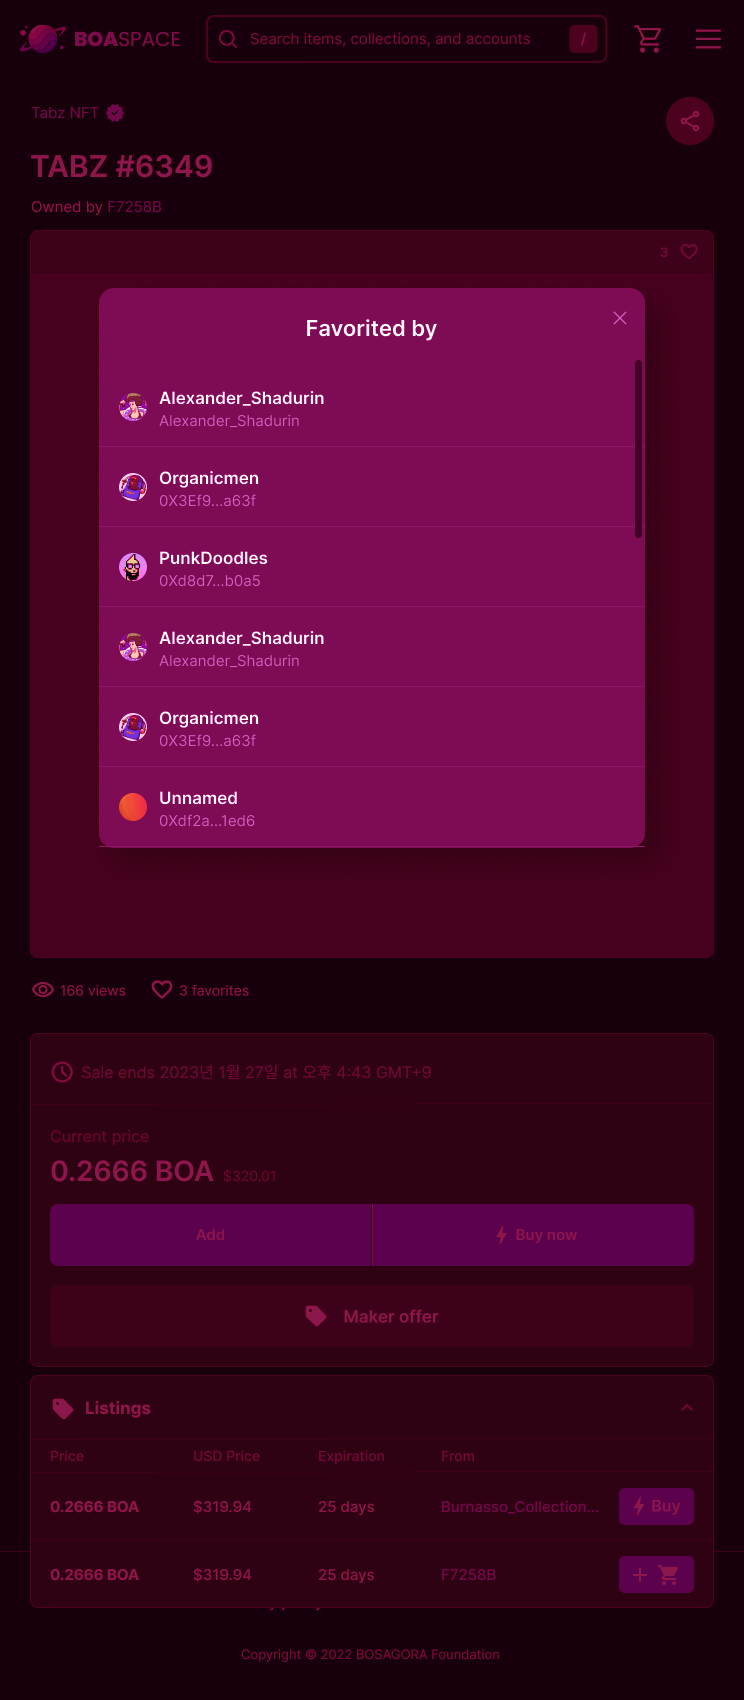 BOASPACE
Search items, collections, and accounts
/
Tabz NFT
TABZ #6349
Owned by F7258B
3
Favorited by
Alexander_Shadurin
Alexander_Shadurin
Organicmen
0X3Ef9...a63f
PunkDoodles
0Xd8d7...b0a5
Alexander_Shadurin
Alexander_Shadurin
Organicmen
0X3Ef9...a63f
Unnamed
0Xdf2a...1ed6
166 views
3 favorites
Sale ends 2023년 1월 27일 at 오후 4:43 GMT+9
Current price
0.2666 BOA $320.01
Add
Buy now
Maker offer
Listings
Price USD Price Expiration From
0.2666 BOA $319.94 25 days Burnasso_Collection... Buy
0.2666 BOA $319.94 25 days F7258B
Copyright © 2022 BOSAGORA Foundation